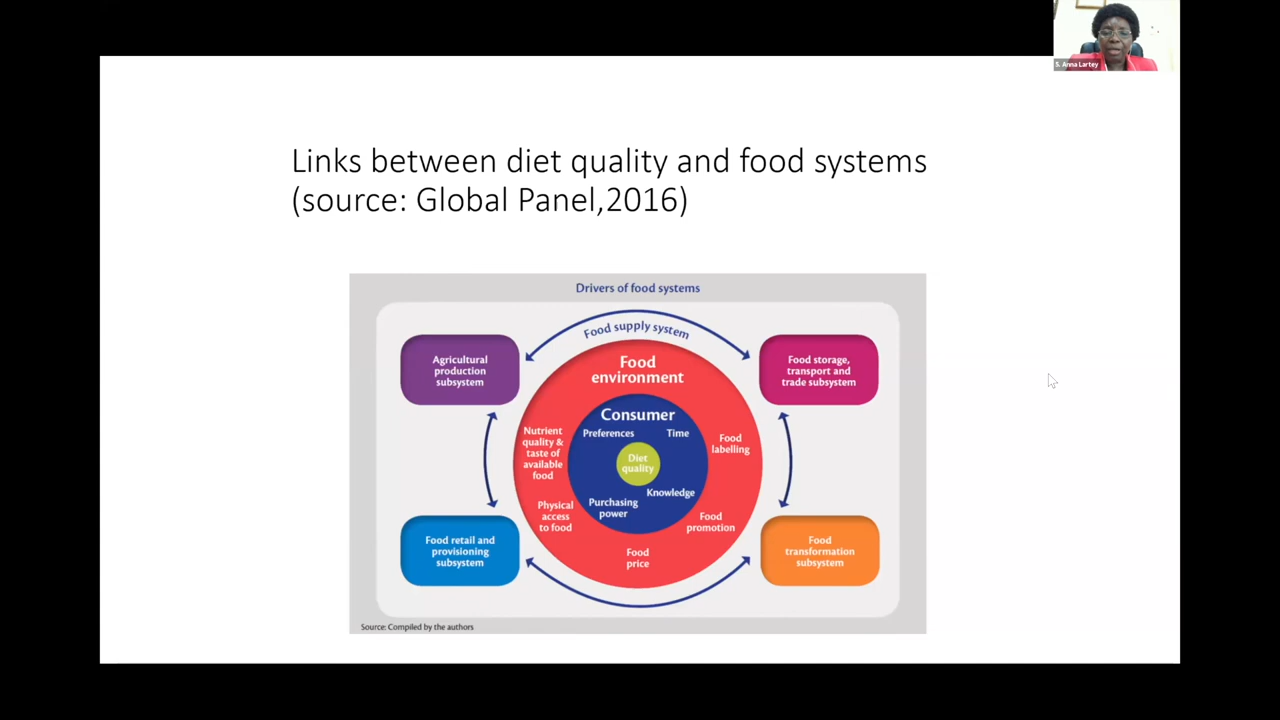 S. Anna Lartey
Links between diet quality and food systems
(source: Global Panel,2016)
Drivers of food systems
Food supply system
Agricultural
production
subsystem
Food storage,
transport and
trade subsystem
Food
environment
Consumer
Preferences
Time
Nutrient
quality &
taste of
available
food
Food
labelling
Diet
quality
Knowledge
Purchasing
power
Physical
access
to food
Food
promotion
Food
price
Food retail and
provisioning
subsystem
Food
transformation
subsystem
Source: Compiled by the authors